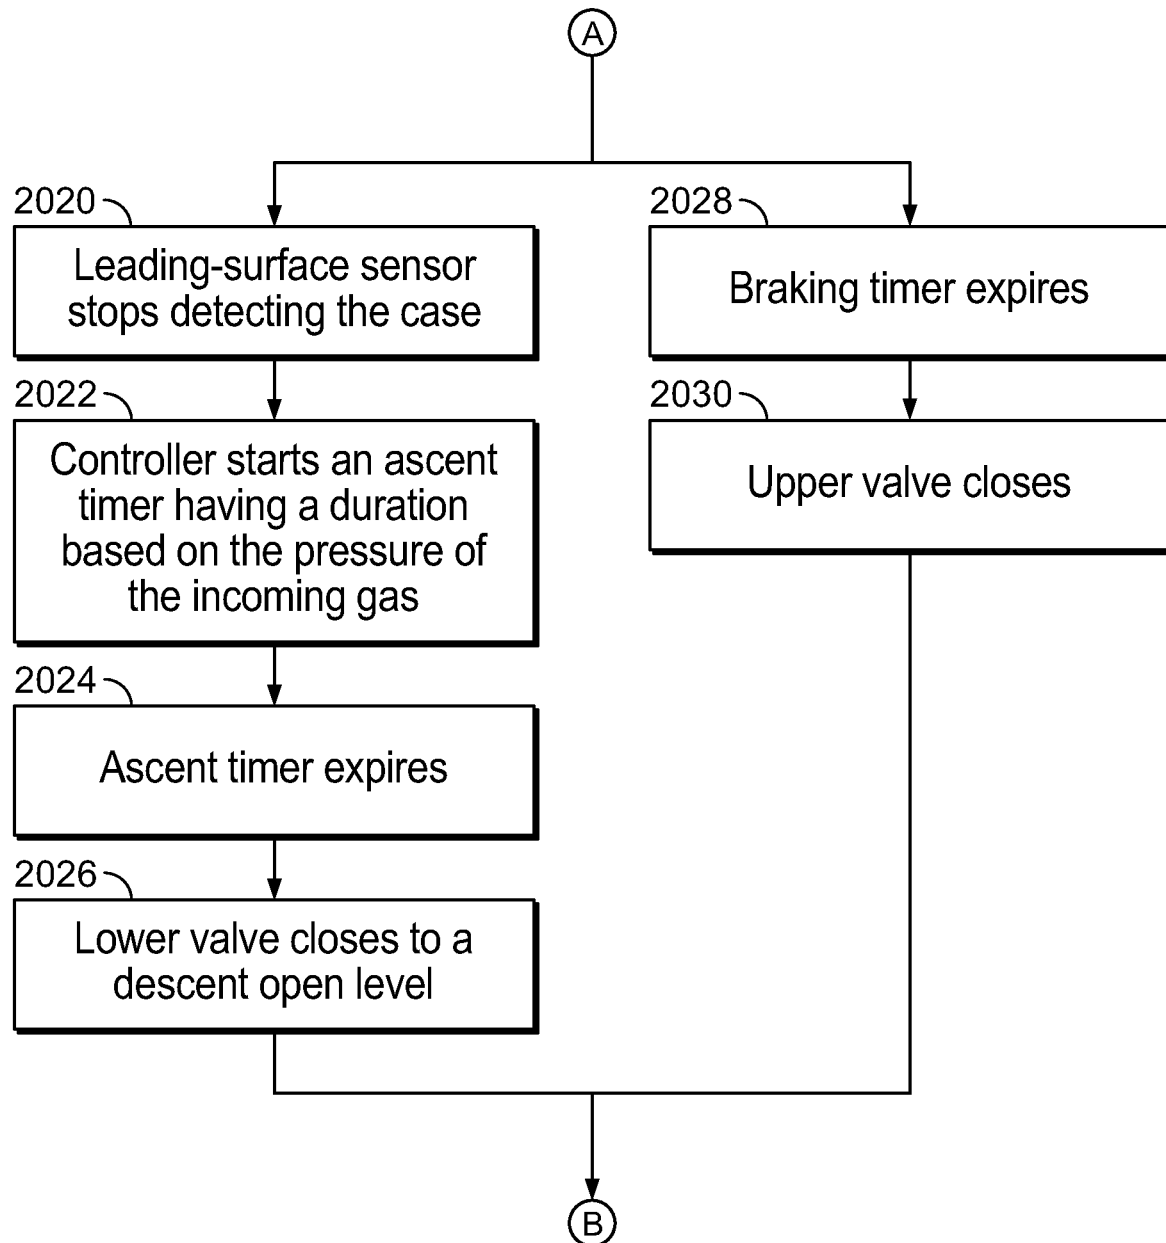 A
2020
Leading-surface sensor
stops detecting the case
2022
Controller starts an ascent
timer having a duration
based on the pressure of
the incoming gas
2024
Ascent timer expires
2026
Lower valve closes to a
descent open level
2028
Braking timer expires
2030
Upper valve closes
B